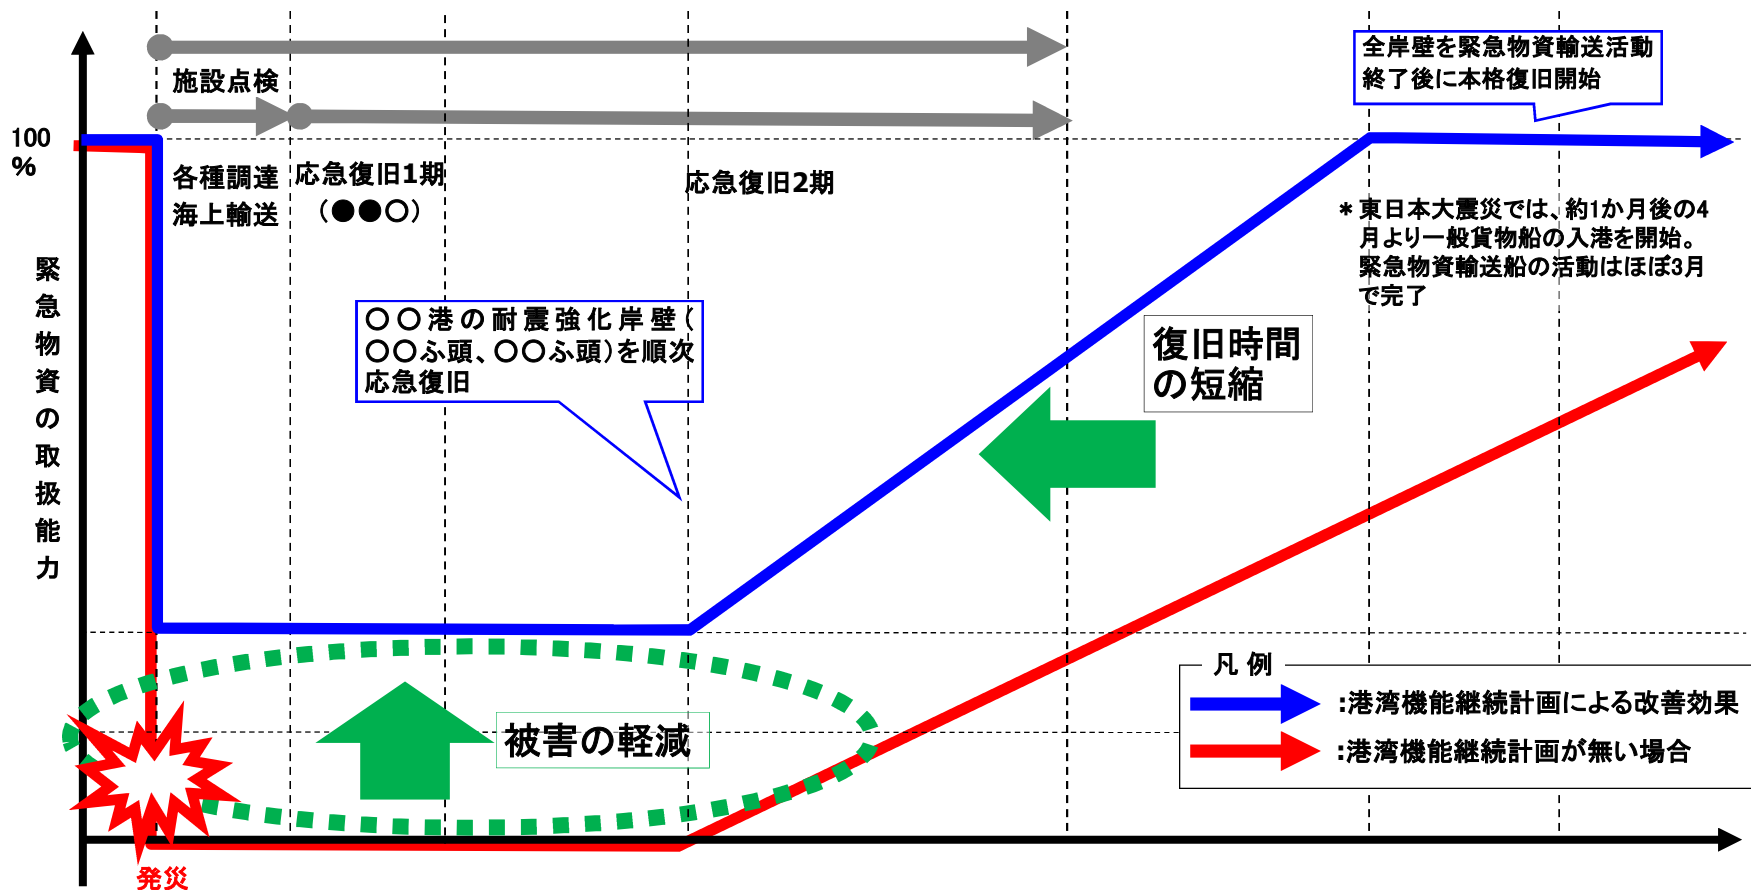 施設点検
全岸壁を緊急物資輸送活動
終了後に本格復旧開始
100
%
各種調達
海上輸送
応急復旧1期
（●●○）
応急復旧2期
＊東日本大震災では、約1か月後の4
月より一般貨物船の入港を開始。
緊急物資輸送船の活動はほぼ3月
で完了
緊急物資の取扱能力
○○港の耐震強化岸壁（
○○ふ頭、○○ふ頭）を順次
応急復旧
復旧時間
の短縮
被害の軽減
凡例
：港湾機能継続計画による改善効果
：港湾機能継続計画が無い場合
発災